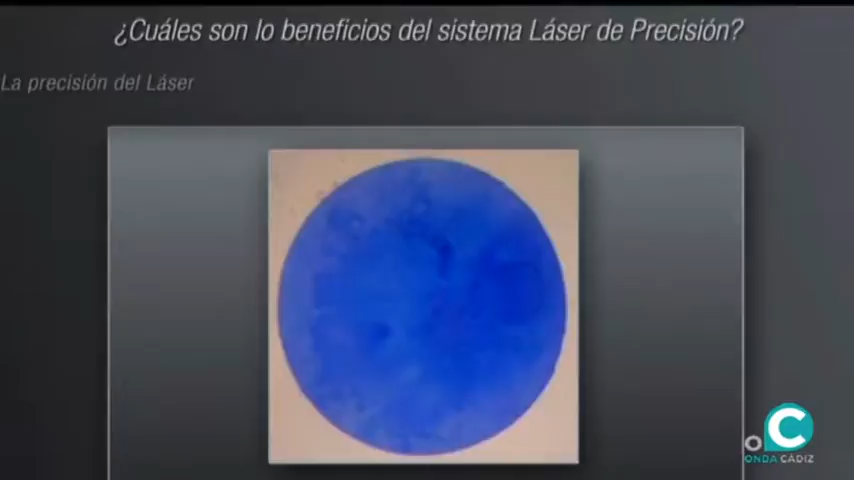 ¿Cuáles son lo beneficios del sistema Láser de Precisión?
La precisión del Láser
ONDA CÁDIZ